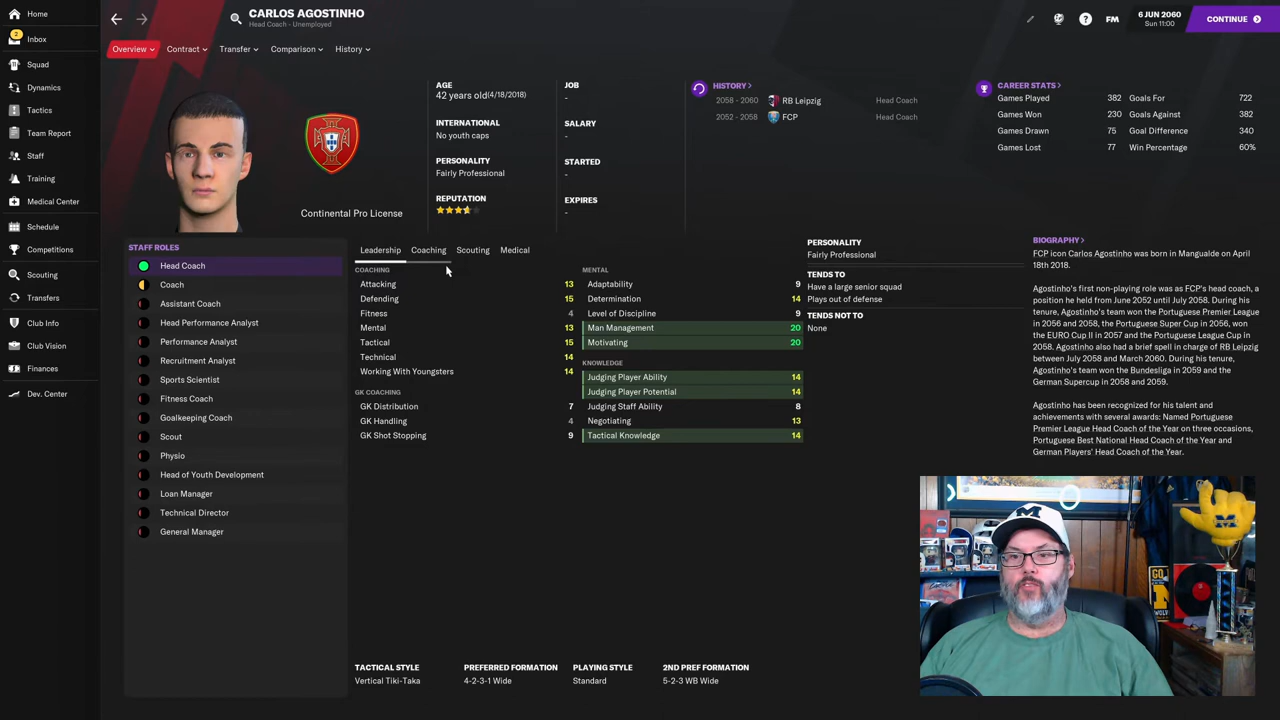 Home
2
Inbox
Squad
Dynamics
Tactics
Team Report
Staff
Training
Medical Center
Schedule
Competitions
Scouting
Transfers
Club Info
Club Vision
Finances
Dev. Center
CARLOS AGOSTINHO
Head Coach - Unemployed
?
FM
6 JUN 2060
Sun 11:00
CONTINUE
Overview
Contract
Transfer
Comparison
History
Continental Pro License
AGE
42 years old(4/18/2018)
INTERNATIONAL
No youth caps
PERSONALITY
Fairly Professional
REPUTATION
JOB
-
SALARY
-
STARTED
-
EXPIRES
-
HISTORY >
2058 - 2060 RB Leipzig Head Coach
2052 - 2058 FCP Head Coach
CAREER STATS >
Games Played 382 Goals For 722
Games Won 230 Goals Against 382
Games Drawn 75 Goal Difference 340
Games Lost 77 Win Percentage 60%
STAFF ROLES
Head Coach
Coach
Assistant Coach
Head Performance Analyst
Performance Analyst
Recruitment Analyst
Sports Scientist
Fitness Coach
Goalkeeping Coach
Scout
Physio
Head of Youth Development
Loan Manager
Technical Director
General Manager
Leadership Coaching Scouting Medical
COACHING
Attacking 13
Defending 15
Fitness 4
Mental 13
Tactical 15
Technical 14
Working With Youngsters 14
GK COACHING
GK Distribution 7
GK Handling 4
GK Shot Stopping 9
MENTAL
Adaptability 9
Determination 14
Level of Discipline 9
Man Management 20
Motivating 20
KNOWLEDGE
Judging Player Ability 14
Judging Player Potential 14
Judging Staff Ability 8
Negotiating 13
Tactical Knowledge 14
PERSONALITY
Fairly Professional
TENDS TO
Have a large senior squad
Plays out of defense
TENDS NOT TO
None
BIOGRAPHY >
FCP icon Carlos Agostinho was born in Mangualde on April
18th 2018.
Agostinho's first non-playing role was as FCP's head coach, a
position he held from June 2052 until July 2058. During his
tenure, Agostinho's team won the Portuguese Premier League
in 2056 and 2058, the Portuguese Super Cup in 2056, won
the EURO Cup II in 2057 and the Portuguese League Cup in
2058. Agostinho also had a brief spell in charge of RB Leipzig
between July 2058 and March 2060. During his tenure,
Agostinho's team won the Bundesliga in 2059 and the
German Supercup in 2058 and 2059.
Agostinho has been recognized for his talent and
achievements with several awards: Named Portuguese
Premier League Head Coach of the Year on three occasions,
Portuguese Best National Head Coach of the Year and
German Players' Head Coach of the Year.
TACTICAL STYLE
Vertical Tiki-Taka
PREFERRED FORMATION
4-2-3-1 Wide
PLAYING STYLE
Standard
2ND PREF FORMATION
5-2-3 WB Wide
M